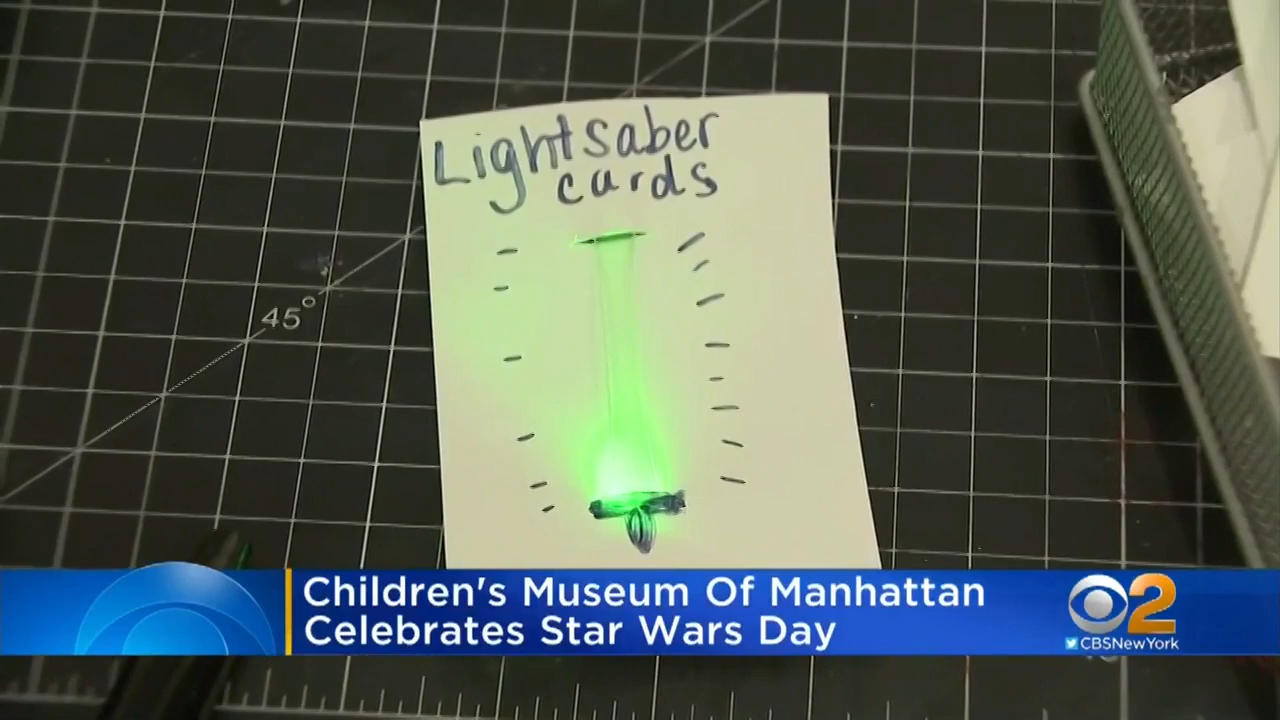 Lightsaber
cards
45°
Children's Museum Of Manhattan
Celebrates Star Wars Day
2
CBSNewYork